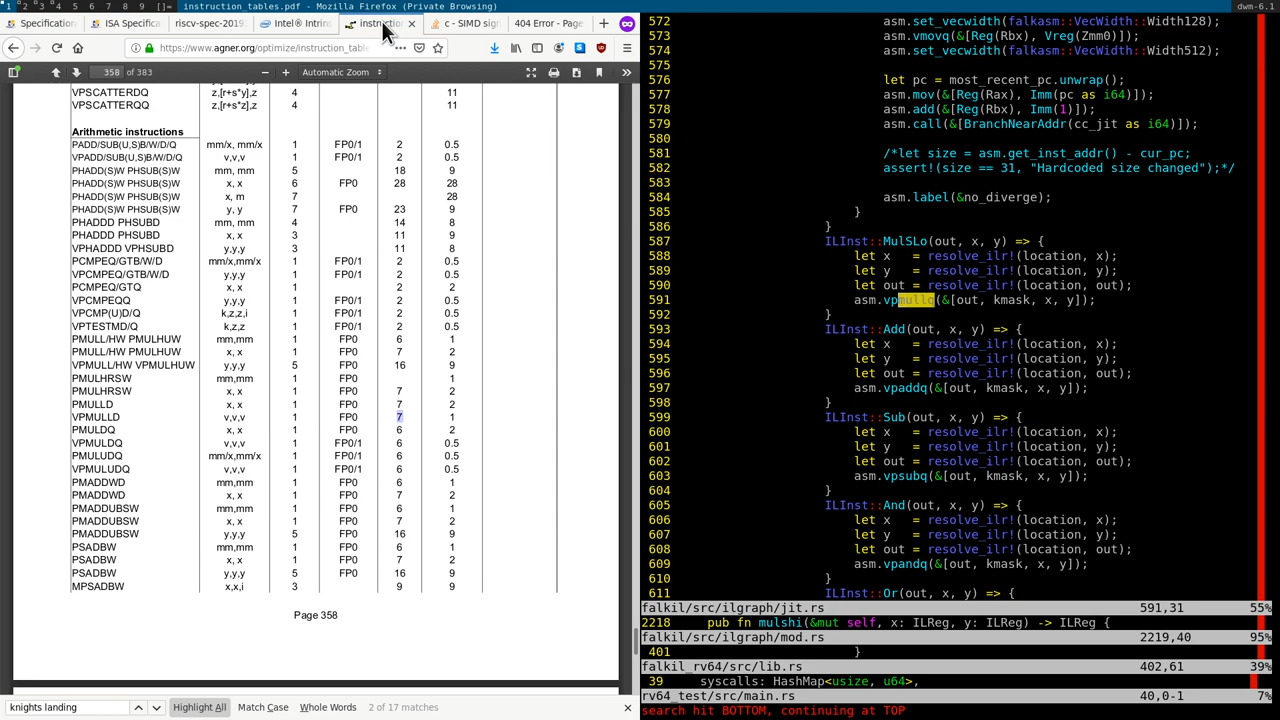 1 2 3 4 5 6 7 8 9 []= instruction_tables.pdf - Mozilla Firefox (Private Browsing) dwm-6.1
Specification ISA Specifica riscv-spec-2019 Intel® Intrins instruction c - SIMD sign 404 Error - Page
https://www.agner.org/optimize/instruction_table
358 of 383 Automatic Zoom
VPSCATTERDQ z,[r+s*y],z 4 11
VPSCATTERQQ z,[r+s*z],z 4 11
Arithmetic instructions
PADD/SUB(U,S)B/W/D/Q mm/x, mm/x 1 FP0/1 2 0.5
VPADD/SUB(U,S)B/W/D/Q v,v,v 1 FP0/1 2 0.5
PHADD(S)W PHSUB(S)W mm, mm 5 18 9
PHADD(S)W PHSUB(S)W x, x 6 FP0 28 28
PHADD(S)W PHSUB(S)W x, m 7 28
PHADD(S)W PHSUB(S)W y, y 7 FP0 23 9
PHADDD PHSUBD mm, mm 4 14 8
PHADDD PHSUBD x, x 3 11 9
VPHADDD VPHSUBD y,y,y 3 11 8
PCMPEQ/GTB/W/D mm/x,mm/x 1 FP0/1 2 0.5
VPCMPEQ/GTB/W/D y,y,y 1 FP0/1 2 0.5
PCMPEQ/GTQ x, x 1 2 2
VPCMPEQQ y,y,y 1 FP0/1 2 0.5
VPCMP(U)D/Q k,z,z,i 1 FP0/1 2 0.5
VPTESTMD/Q k,z,z 1 FP0/1 2 0.5
PMULL/HW PMULHUW mm,mm 1 FP0 6 1
PMULL/HW PMULHUW x, x 1 FP0 7 2
VPMULL/HW VPMULHUW y,y,y 5 FP0 16 9
PMULHRSW mm,mm 1 FP0 1
PMULHRSW x, x 1 FP0 7 2
PMULLD x, x 1 FP0 7 2
VPMULLD v,v,v 1 FP0 7 1
PMULDQ x, x 1 FP0 6 2
VPMULDQ v,v,v 1 FP0/1 6 0.5
PMULUDQ mm/x,mm/x 1 FP0/1 6 0.5
VPMULUDQ v,v,v 1 FP0/1 6 0.5
PMADDWD mm,mm 1 FP0 6 1
PMADDWD x, x 1 FP0 7 2
PMADDUBSW mm,mm 1 FP0 6 1
PMADDUBSW x, x 1 FP0 7 2
PMADDUBSW y,y,y 5 FP0 16 9
PSADBW mm,mm 1 FP0 6 1
PSADBW x, x 1 FP0 7 2
PSADBW y,y,y 5 FP0 16 9
MPSADBW x,x,i 3 9 9
Page 358
knights landing Highlight All Match Case Whole Words 2 of 17 matches
572 asm.set_vecwidth(falkasm::VecWidth::Width128);
573 asm.vmovq(&[Reg(Rbx), Vreg(Zmm0)]);
574 asm.set_vecwidth(falkasm::VecWidth::Width512);
575
576 let pc = most_recent_pc.unwrap();
577 asm.mov(&[Reg(Rax), Imm(pc as i64)]);
578 asm.add(&[Reg(Rbx), Imm(1)]);
579 asm.call(&[BranchNearAddr(cc_jit as i64)]);
580
581 /*let size = asm.get_inst_addr() - cur_pc;
582 assert!(size == 31, "Hardcoded size changed");*/
583
584 asm.label(&no_diverge);
585 }
586 }
587 ILInst::MulSLo(out, x, y) => {
588 let x = resolve_ilr!(location, x);
589 let y = resolve_ilr!(location, y);
590 let out = resolve_ilr!(location, out);
591 asm.vpmullq(&[out, kmask, x, y]);
592 }
593 ILInst::Add(out, x, y) => {
594 let x = resolve_ilr!(location, x);
595 let y = resolve_ilr!(location, y);
596 let out = resolve_ilr!(location, out);
597 asm.vpaddq(&[out, kmask, x, y]);
598 }
599 ILInst::Sub(out, x, y) => {
600 let x = resolve_ilr!(location, x);
601 let y = resolve_ilr!(location, y);
602 let out = resolve_ilr!(location, out);
603 asm.vpsubq(&[out, kmask, x, y]);
604 }
605 ILInst::And(out, x, y) => {
606 let x = resolve_ilr!(location, x);
607 let y = resolve_ilr!(location, y);
608 let out = resolve_ilr!(location, out);
609 asm.vpandq(&[out, kmask, x, y]);
610 }
611 ILInst::Or(out, x, y) => {
falkil/src/ilgraph/jit.rs 591,31 55%
2218 pub fn mulshi(&mut self, x: ILReg, y: ILReg) -> ILReg {
falkil/src/ilgraph/mod.rs 2219,40 95%
401 }
falkil_rv64/src/lib.rs 402,61 39%
39 syscalls: HashMap<usize, u64>,
rv64_test/src/main.rs 40,0-1 7%
search hit BOTTOM, continuing at TOP